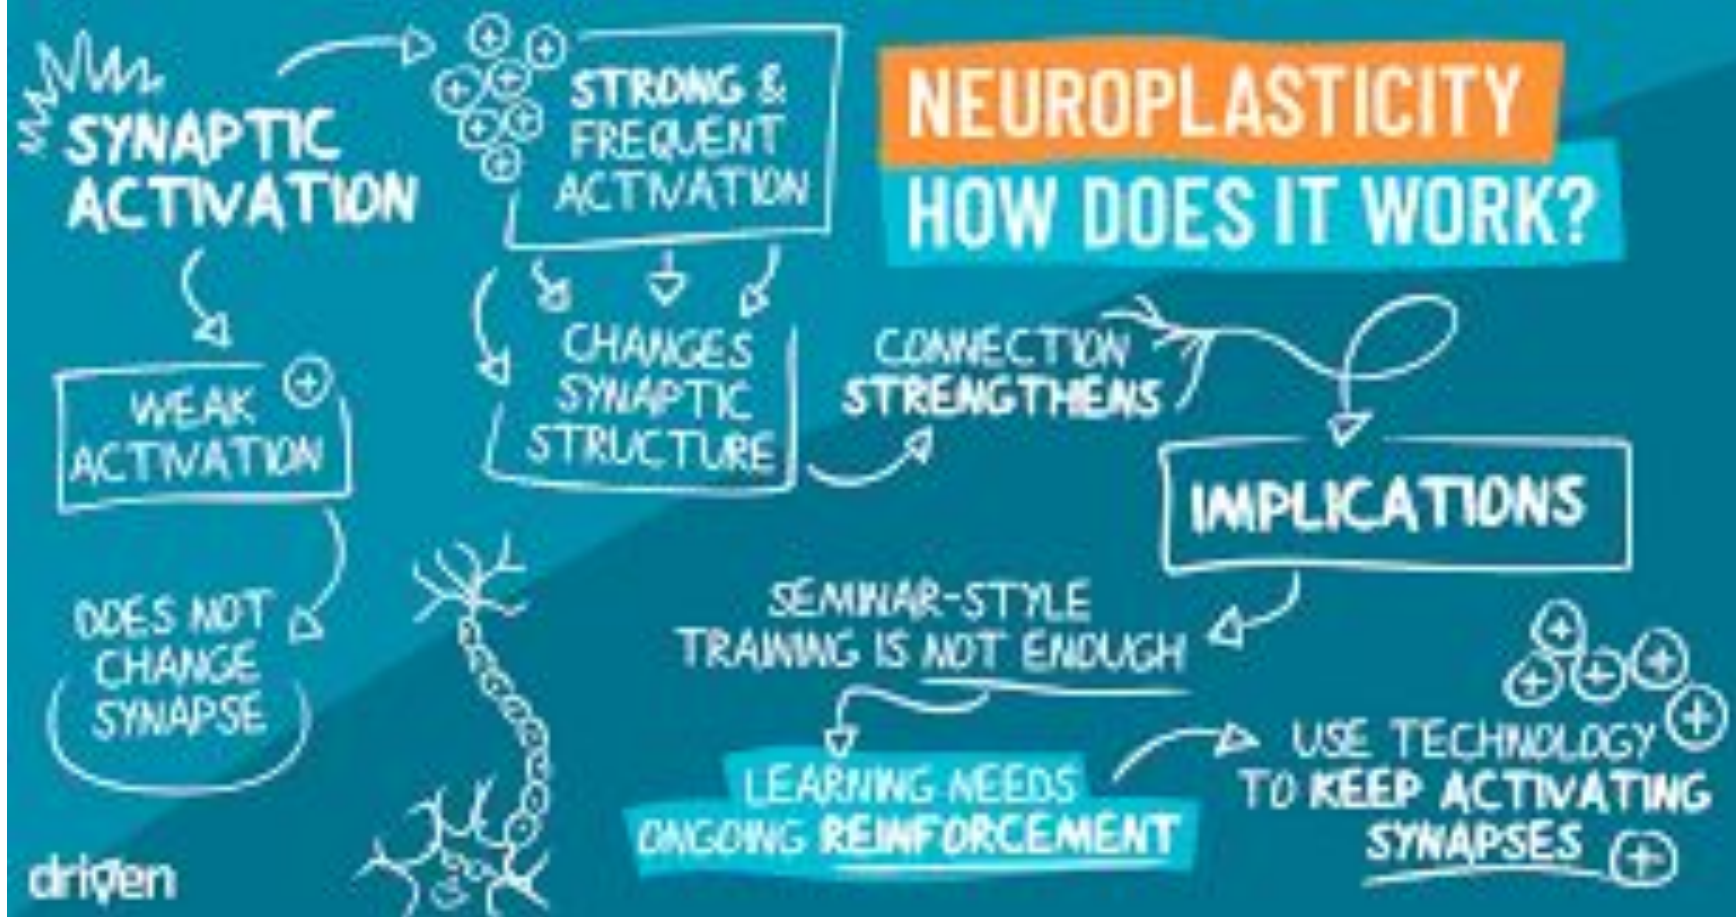 NEUROPLASTICITY
HOW DOES IT WORK?
SYNAPTIC
ACTIVATION
STRONG &
FREQUENT
ACTIVATION
WEAK
ACTIVATION
DOES NOT
CHANGE
SYNAPSE
CHANGES
SYNAPTIC
STRUCTURE
CONNECTION
STRENGTHENS
IMPLICATIONS
SEMINAR-STYLE
TRAINING IS NOT ENOUGH
LEARNING NEEDS
ONGOING REINFORCEMENT
USE TECHNOLOGY
TO KEEP ACTIVATING
SYNAPSES
driven